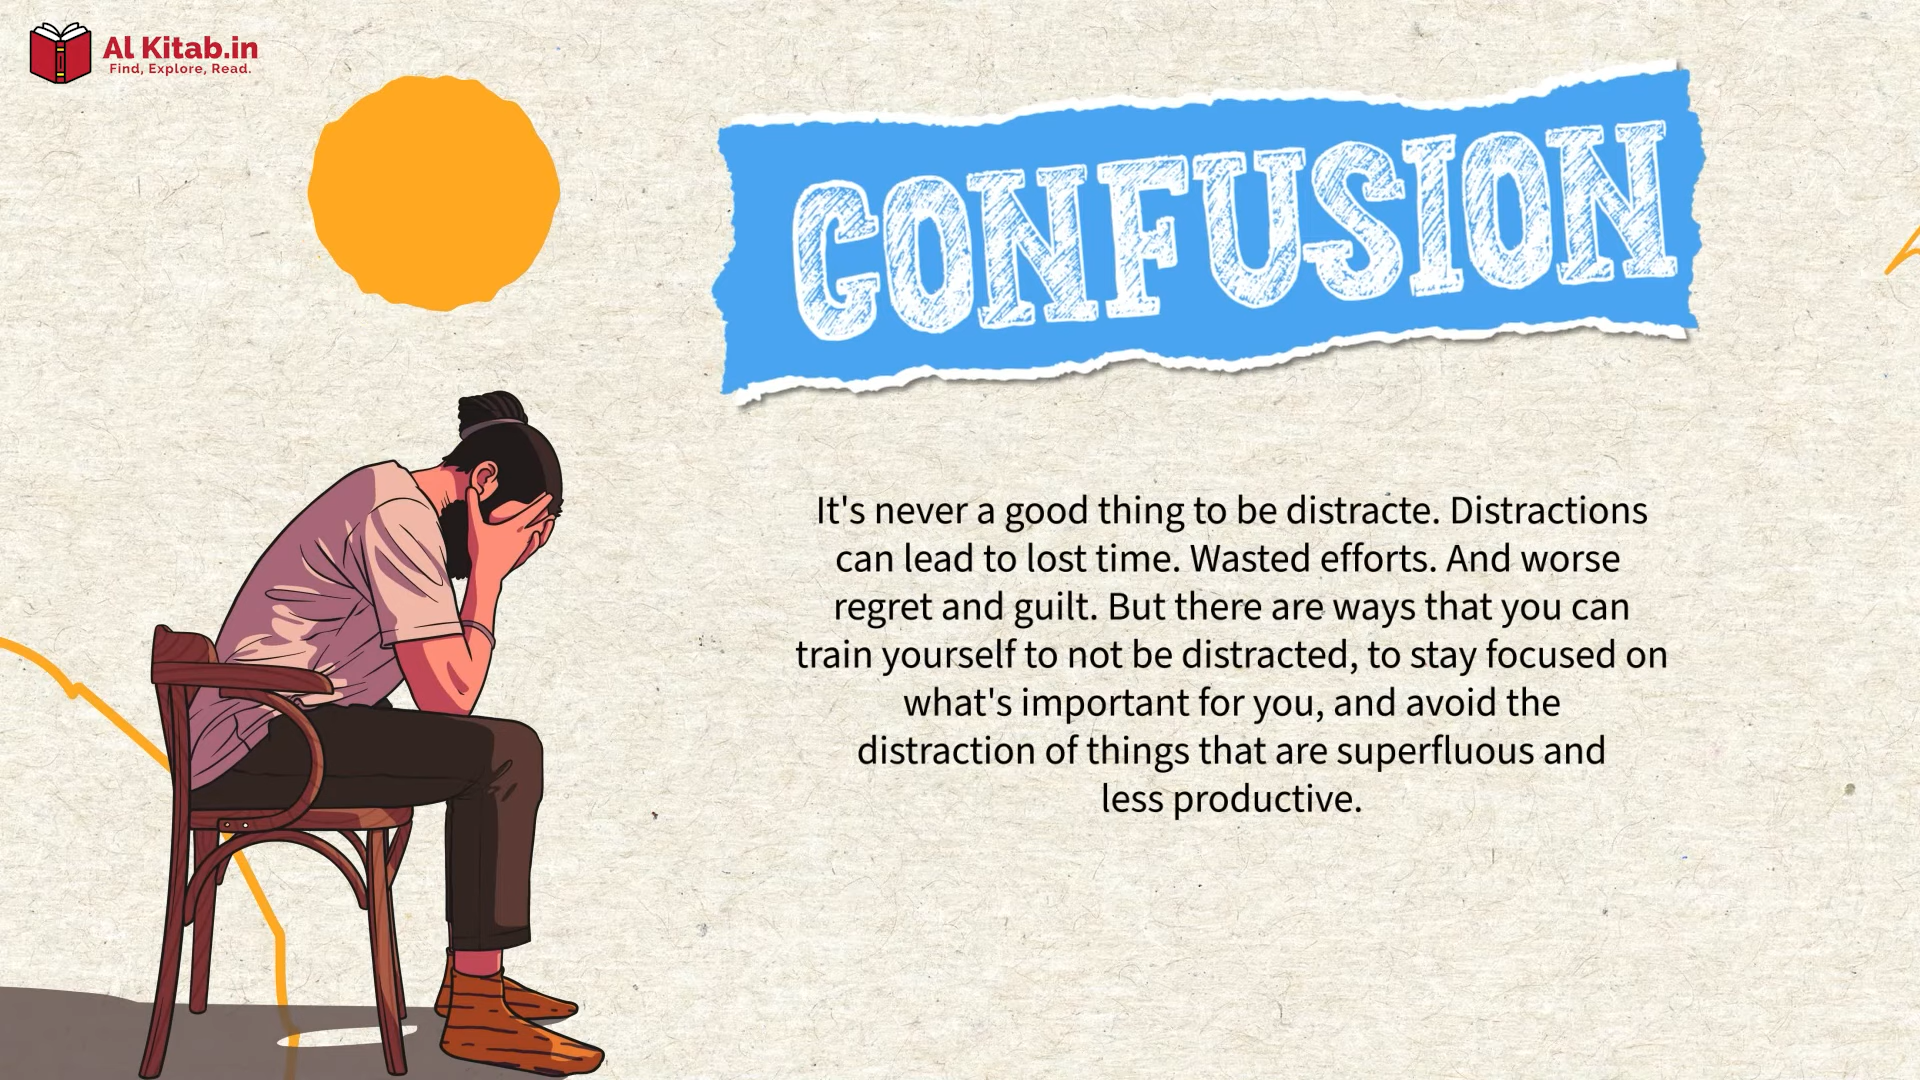 Al Kitab.in
Find, Explore, Read.
CONFUSION
It's never a good thing to be distracte. Distractions
can lead to lost time. Wasted efforts. And worse
regret and guilt. But there are ways that you can
train yourself to not be distracted, to stay focused on
what's important for you, and avoid the
distraction of things that are superfluous and
less productive.